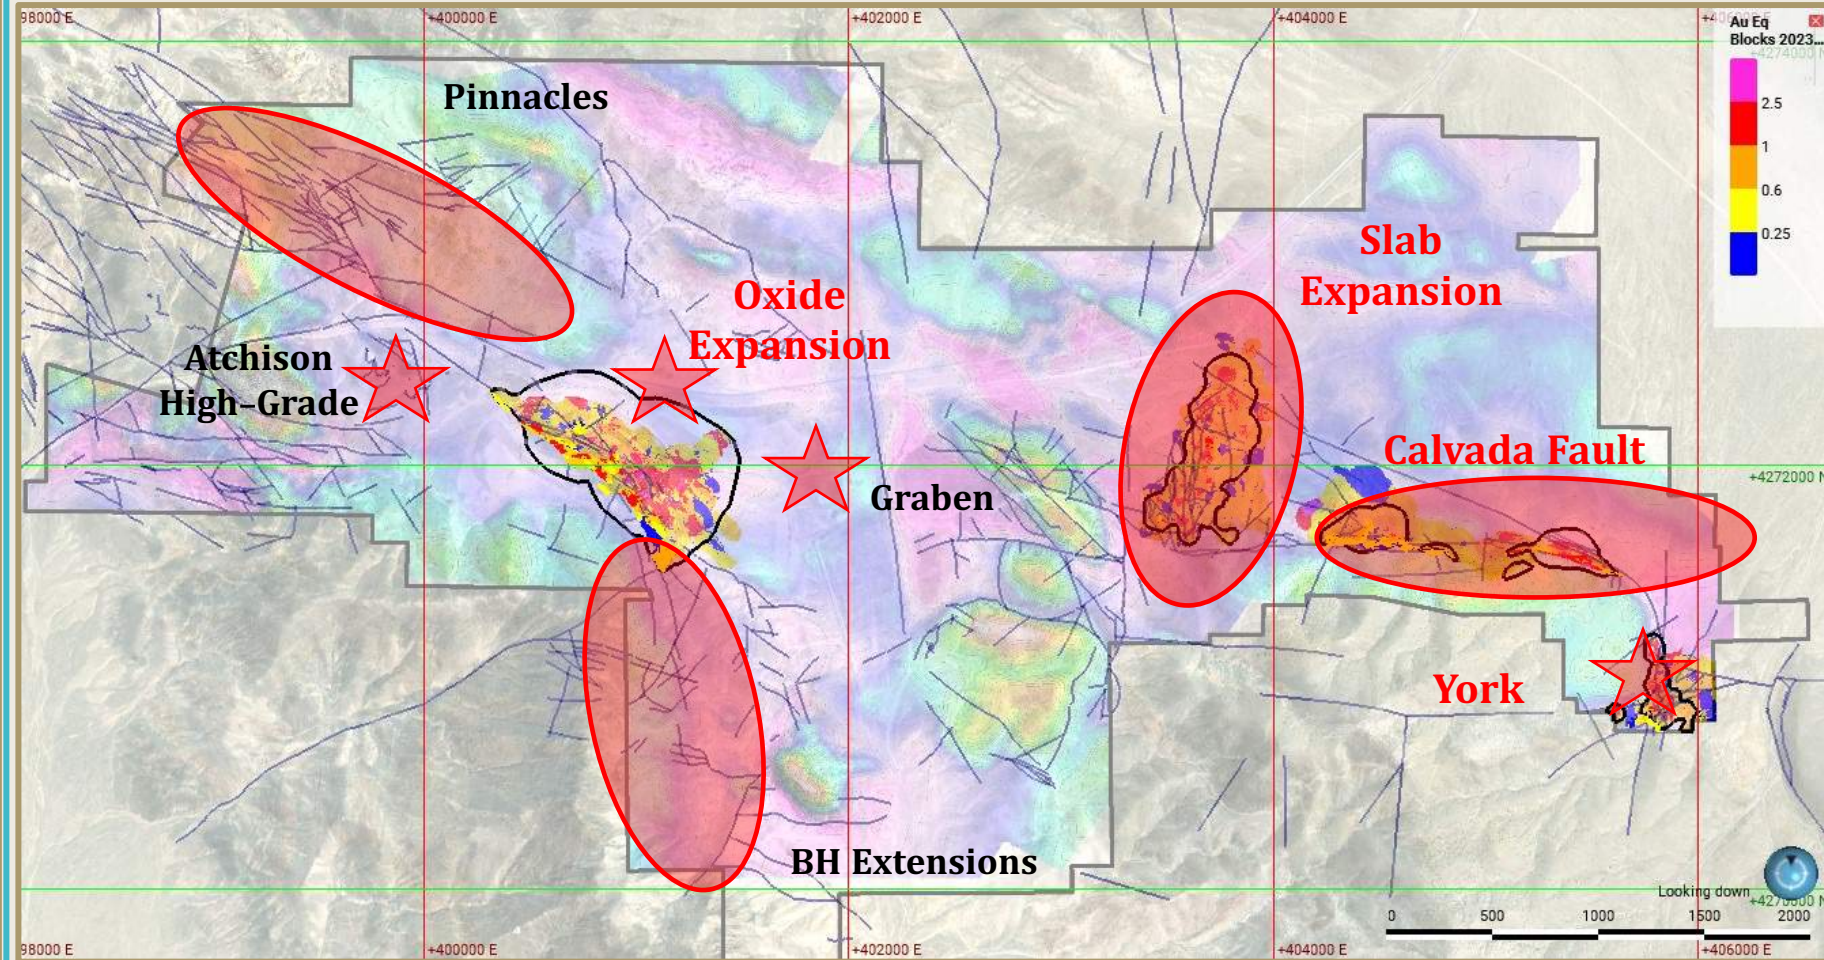 98000 E
+400000 E
+402000 E
+404000 E
Au Eq
Blocks 2023...
+4274000 N
2.5
1
0.6
0.25
Pinnacles
Slab
Expansion
Oxide
Expansion
Atchison
High-Grade
Calvada Fault
+4272000 N
Graben
York
BH Extensions
Looking down
+4270000 N
0 500 1000 1500 2000
98000 E
+400000 E
+402000 E
+404000 E
+406000 E